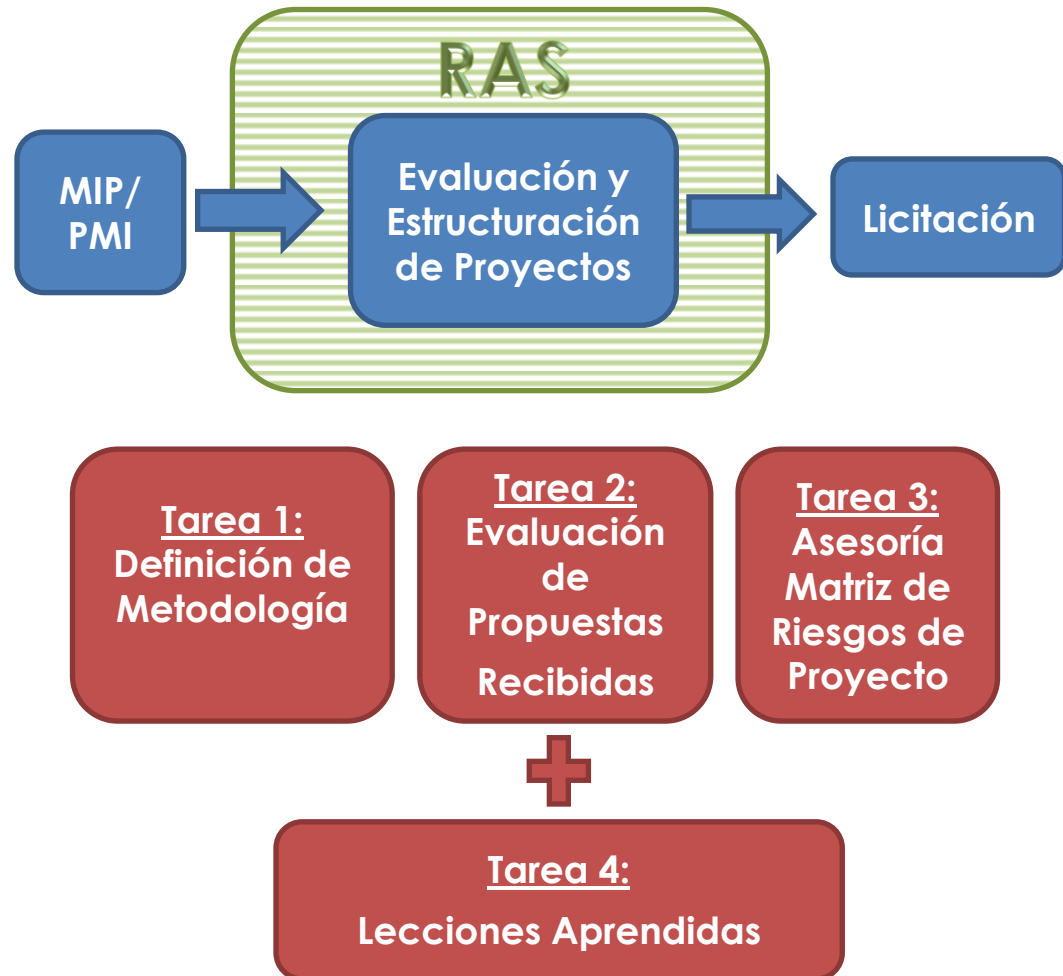 RAS
MIP/
PMI
Evaluación y
Estructuración
de Proyectos
Licitación
Tarea 1:
Definición de
Metodología
Tarea 2:
Evaluación
de
Propuestas
Recibidas
Tarea 3:
Asesoría
Matriz de
Riesgos de
Proyecto
Tarea 4:
Lecciones Aprendidas